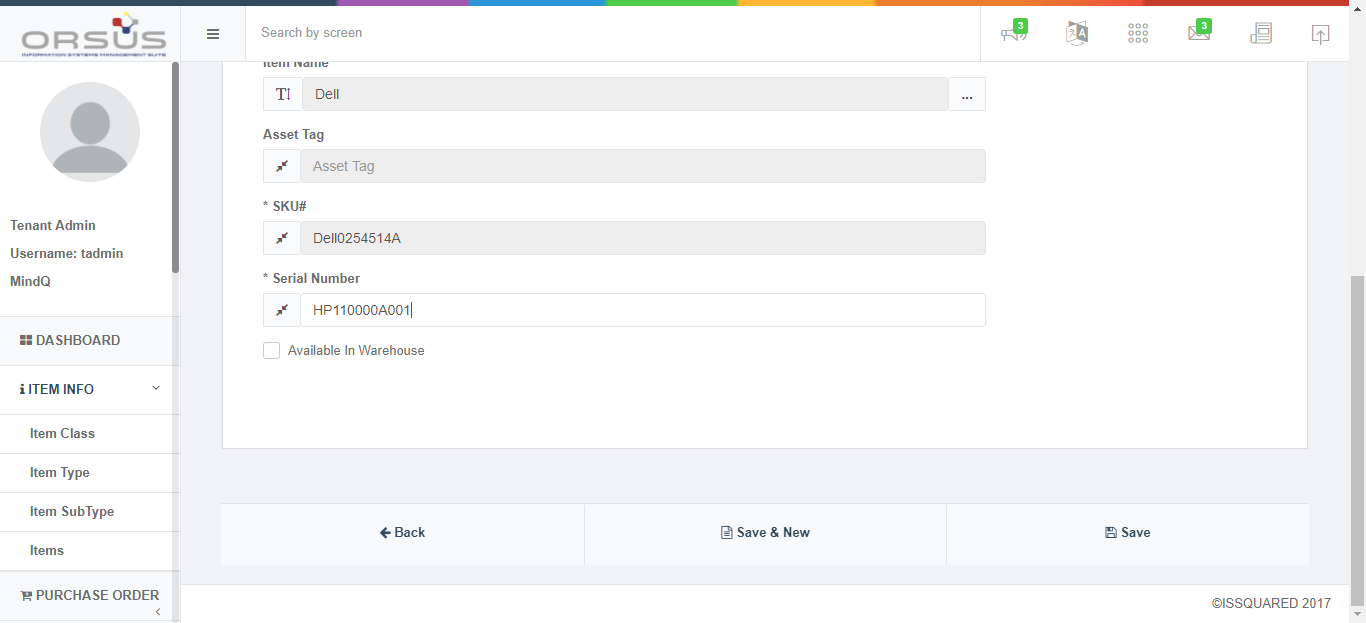 ORSUS
INFORMATION SYSTEMS MANAGEMENT SUITE
Search by screen
3
A
3
Tenant Admin
Username: tadmin
MindQ
DASHBOARD
ITEM INFO
Item Class
Item Type
Item SubType
Items
PURCHASE ORDER
Item Name
Dell
...
Asset Tag
Asset Tag
* SKU#
Dell0254514A
* Serial Number
HP110000A001
Available In Warehouse
Back
Save & New
Save
©ISSQUARED 2017